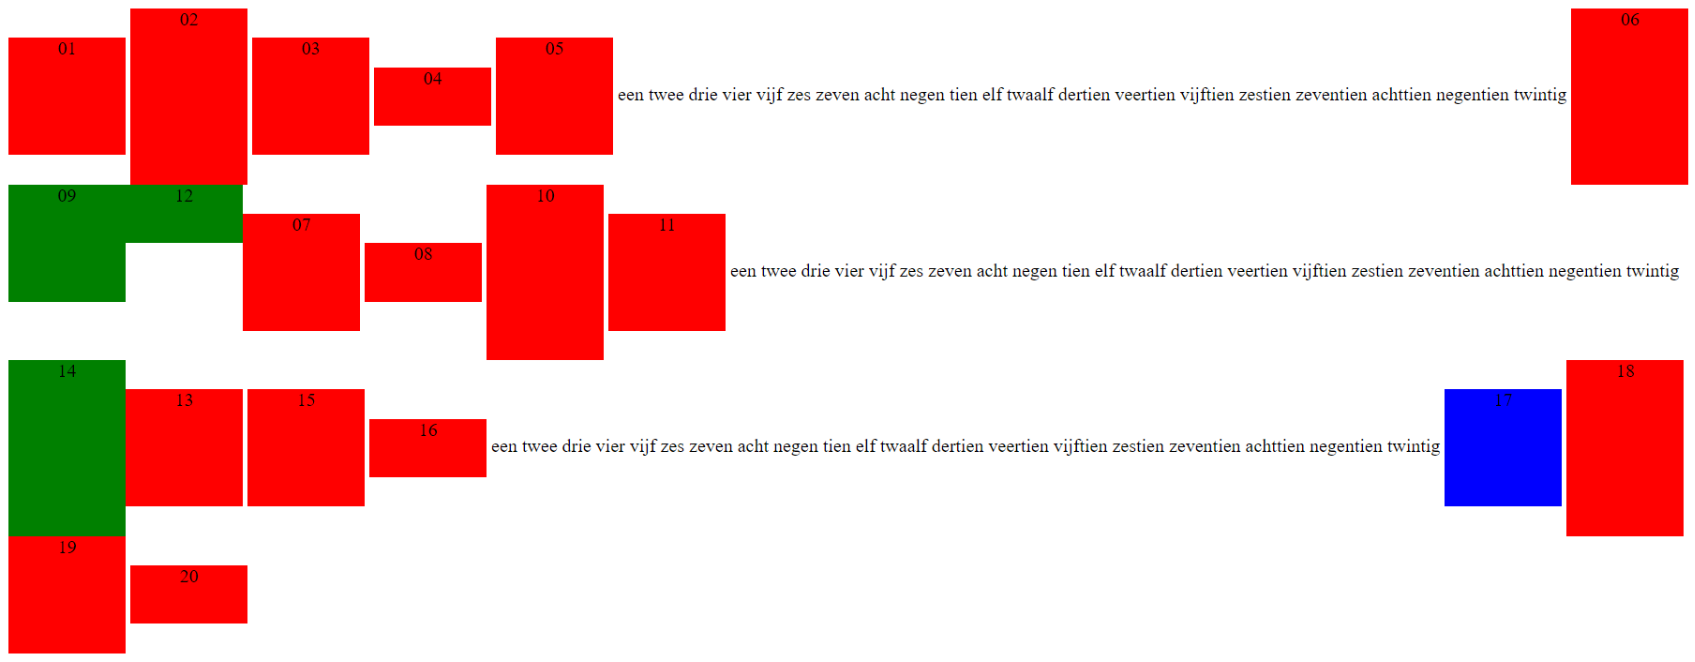 01 02 03 04 05 een twee drie vier vijf zes zeven acht negen tien elf twaalf dertien veertien vijftien zestien zeventien achttien negentien twintig 06
09 12 07 08 10 11 een twee drie vier vijf zes zeven acht negen tien elf twaalf dertien veertien vijftien zestien zeventien achttien negentien twintig
14 13 15 16 een twee drie vier vijf zes zeven acht negen tien elf twaalf dertien veertien vijftien zestien zeventien achttien negentien twintig 17 18
19 20